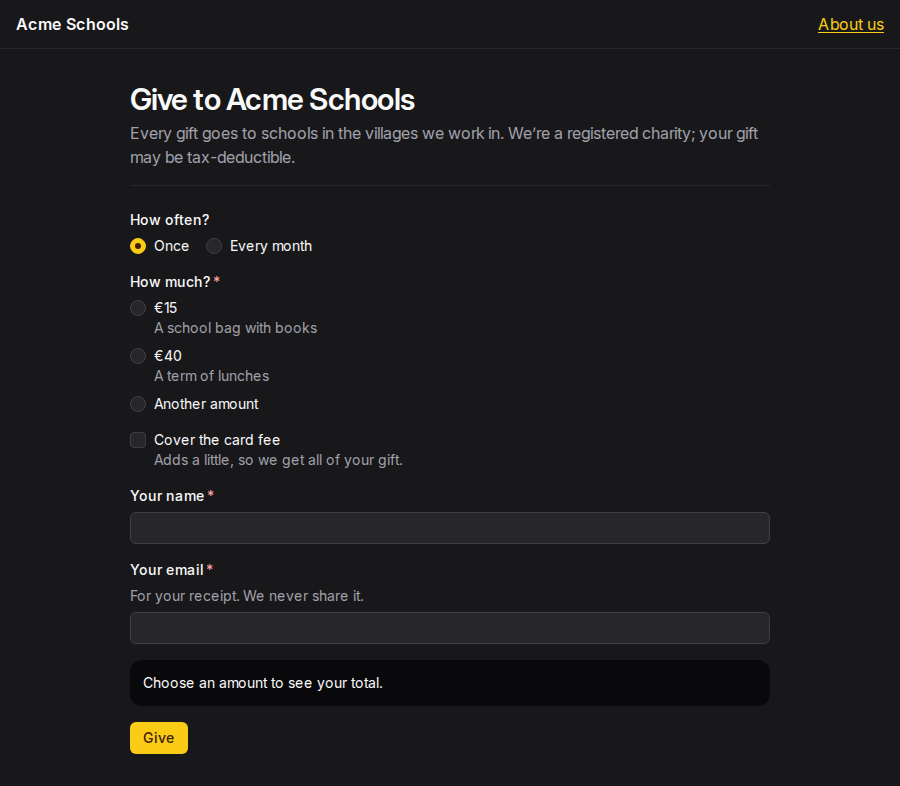 Acme Schools
About us
Give to Acme Schools
Every gift goes to schools in the villages we work in. We're a registered charity; your gift
may be tax-deductible.
How often?
Once
Every month
How much? *
€15
A school bag with books
€40
A term of lunches
Another amount
Cover the card fee
Adds a little, so we get all of your gift.
Your name *
Your email *
For your receipt. We never share it.
Choose an amount to see your total.
Give